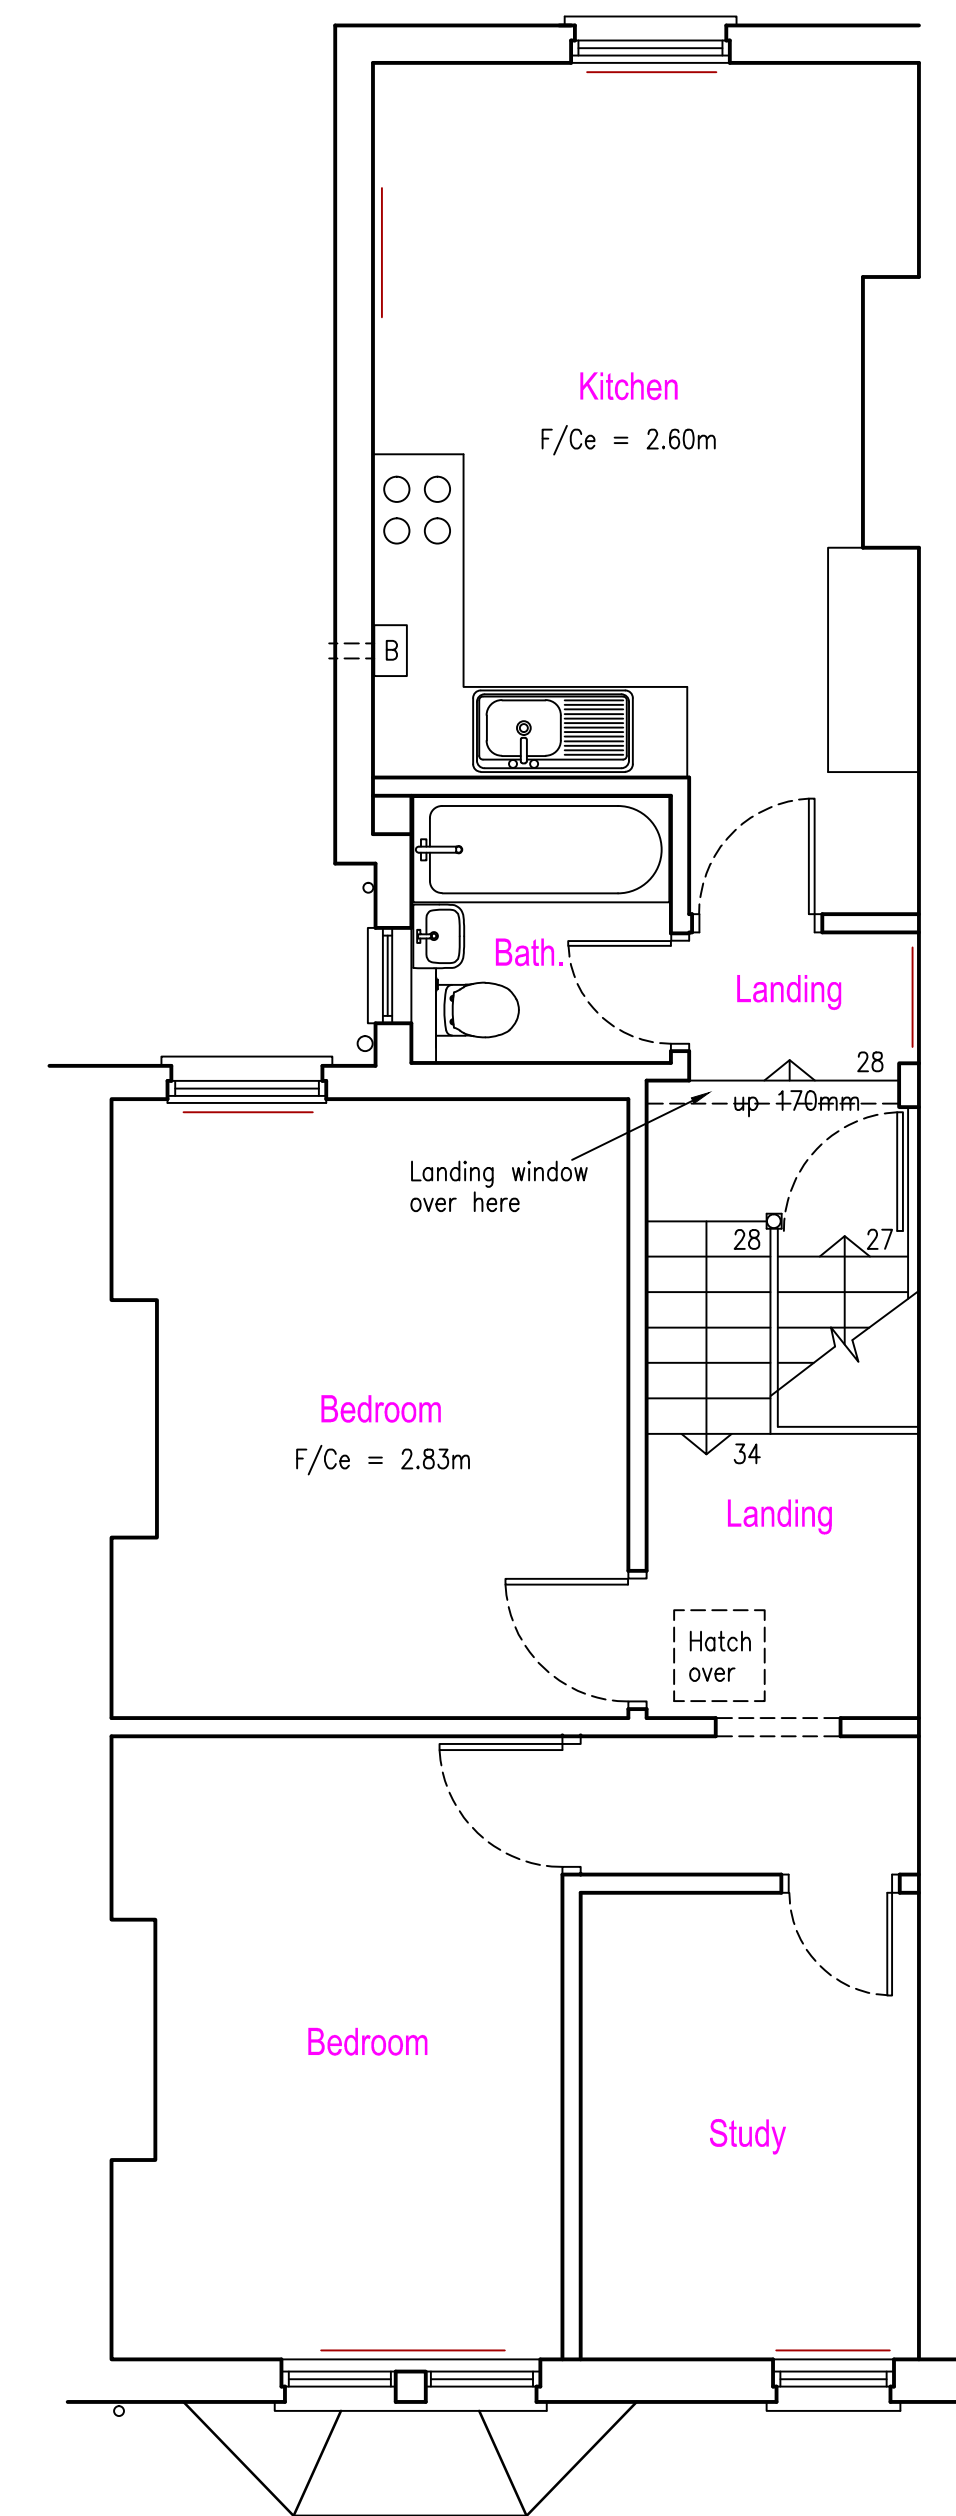 Kitchen
F/Ce = 2.60m
B
Bath.
Landing
28
up 170mm
Landing window
over here
28
27
Bedroom
F/Ce = 2.83m
34
Landing
Hatch
over
Bedroom
Study